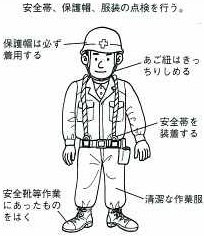 安全帯、保護帽、服装の点検を行う。
保護帽は必ず
着用する
あご紐はきっ
ちりしめる
安全帯を
装着する
安全靴等作業
にあったもの
をはく
清潔な作業服